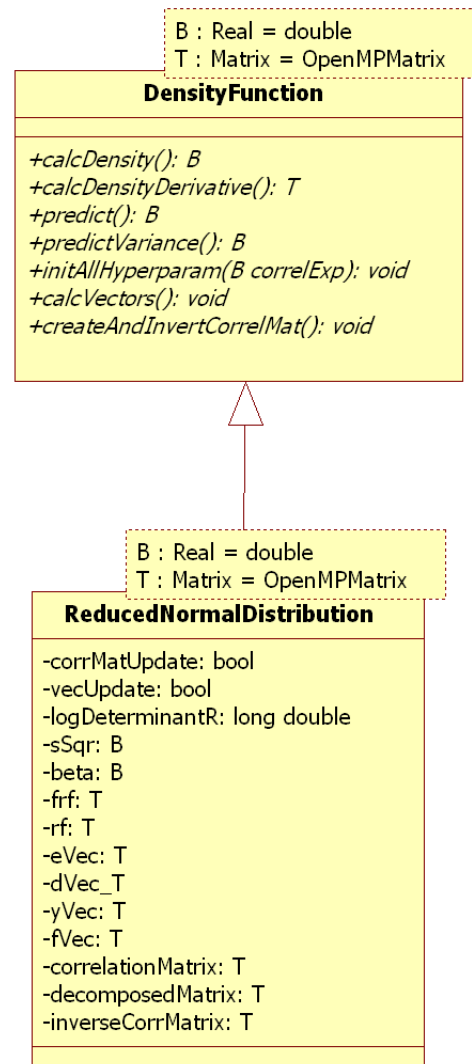 B : Real = double
T : Matrix = OpenMPMatrix
DensityFunction
+calcDensity(): B
+calcDensityDerivative(): T
+predict(): B
+predictVariance(): B
+initAllHyperparam(B correlExp): void
+calcVectors(): void
+createAndInvertCorrelMat(): void
B : Real = double
T : Matrix = OpenMPMatrix
ReducedNormalDistribution
-corrMatUpdate: bool
-vecUpdate: bool
-logDeterminantR: long double
-sSqr: B
-beta: B
-frf: T
-rf: T
-eVec: T
-dVec_T
-yVec: T
-fVec: T
-correlationMatrix: T
-decomposedMatrix: T
-inverseCorrMatrix: T